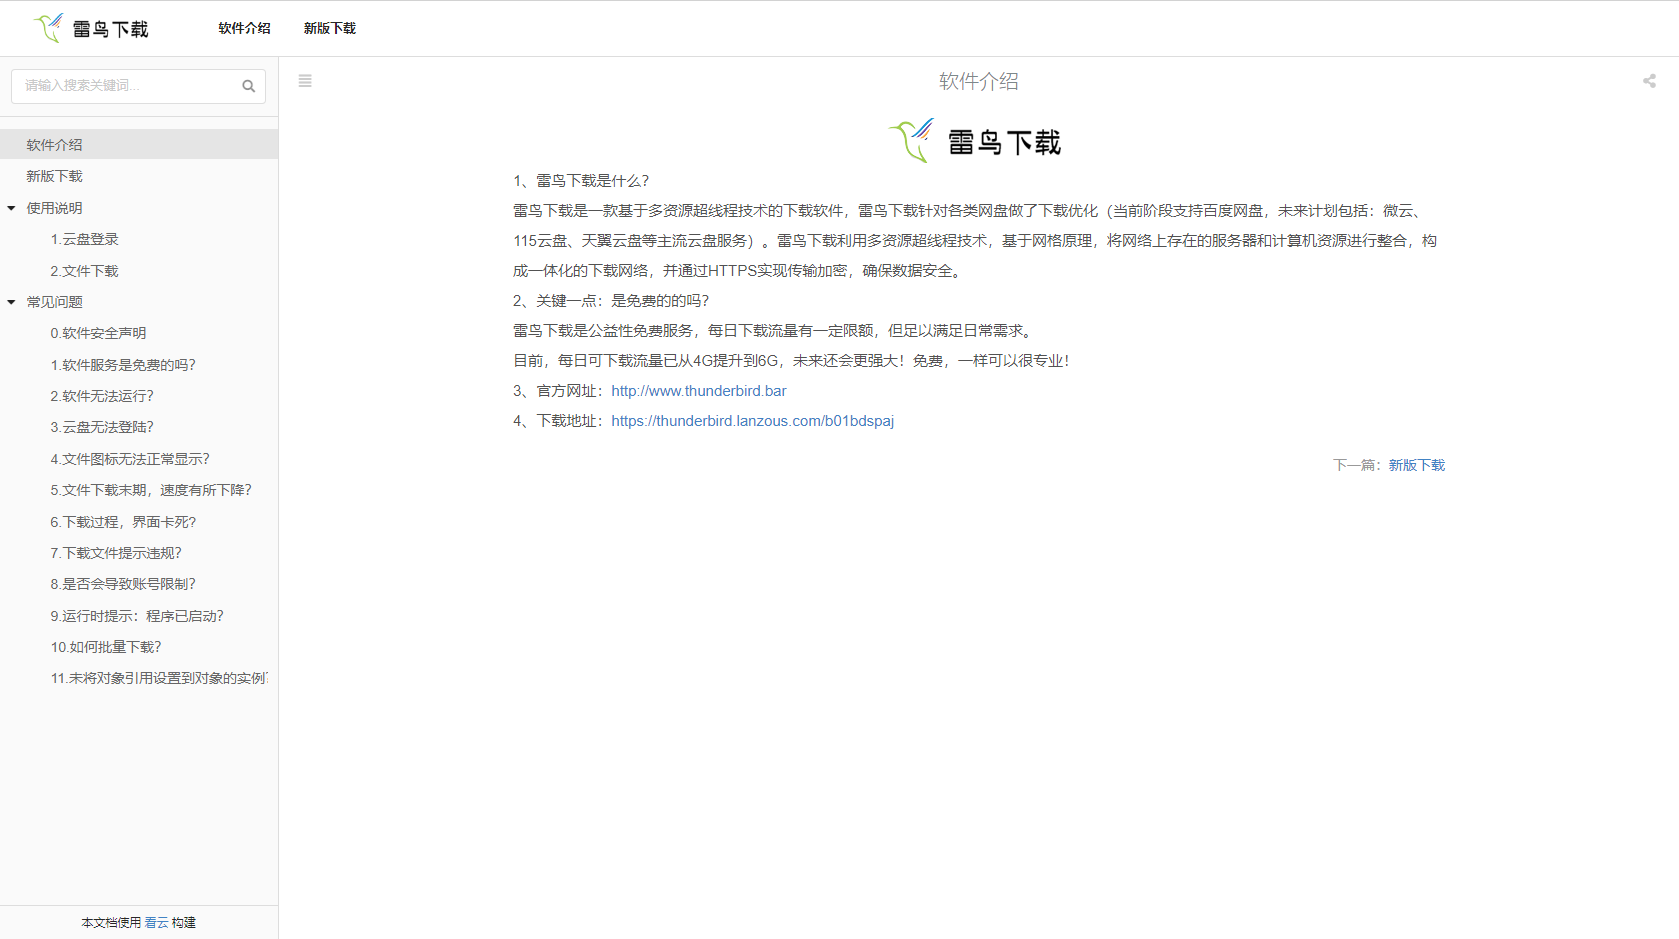 雷鸟下载
软件介绍
新版下载
请输入搜索关键词...
软件介绍
新版下载
使用说明
1.云盘登录
2.文件下载
常见问题
0.软件安全声明
1.软件服务是免费的吗？
2.软件无法运行？
3.云盘无法登陆？
4.文件图标无法正常显示？
5.文件下载末期，速度有所下降？
6.下载过程，界面卡死？
7.下载文件提示违规？
8.是否会导致账号限制？
9.运行时提示：程序已启动？
10.如何批量下载？
11.未将对象引用设置到对象的实例？
本文档使用 看云 构建
软件介绍
雷鸟下载
1、雷鸟下载是什么？
雷鸟下载是一款基于多资源超线程技术的下载软件，雷鸟下载针对各类网盘做了下载优化（当前阶段支持百度网盘，未来计划包括：微云、
115云盘、天翼云盘等主流云盘服务）。雷鸟下载利用多资源超线程技术，基于网格原理，将网络上存在的服务器和计算机资源进行整合，构
成一体化的下载网络，并通过HTTPS实现传输加密，确保数据安全。
2、关键一点：是免费的的吗？
雷鸟下载是公益性免费服务，每日下载流量有一定限额，但足以满足日常需求。
目前，每日可下载流量已从4G提升到6G，未来还会更强大！免费，一样可以很专业！
3、官方网址：http://www.thunderbird.bar
4、下载地址：https://thunderbird.lanzous.com/b01bdspaj
下一篇：新版下载